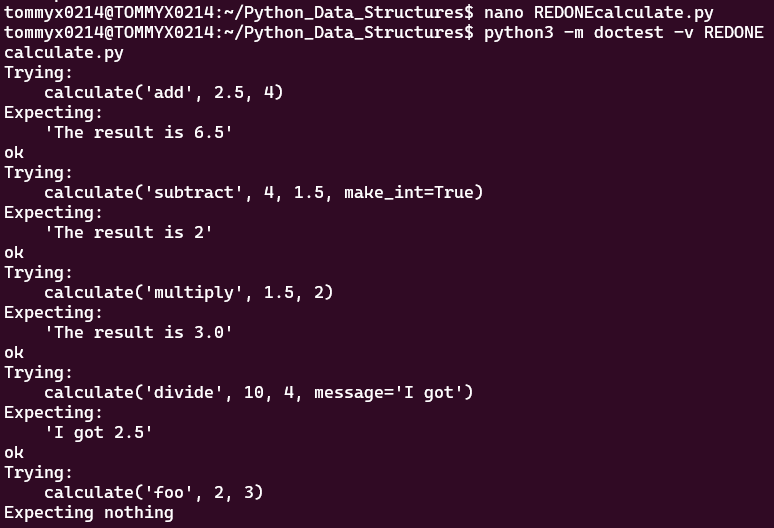 tommyx0214@TOMMYX0214:~/Python_Data_Structures$ nano REDONEcalculate.py
tommyx0214@TOMMYX0214:~/Python_Data_Structures$ python3 -m doctest -v REDONE
calculate.py
Trying:
    calculate('add', 2.5, 4)
Expecting:
    'The result is 6.5'
ok
Trying:
    calculate('subtract', 4, 1.5, make_int=True)
Expecting:
    'The result is 2'
ok
Trying:
    calculate('multiply', 1.5, 2)
Expecting:
    'The result is 3.0'
ok
Trying:
    calculate('divide', 10, 4, message='I got')
Expecting:
    'I got 2.5'
ok
Trying:
    calculate('foo', 2, 3)
Expecting nothing